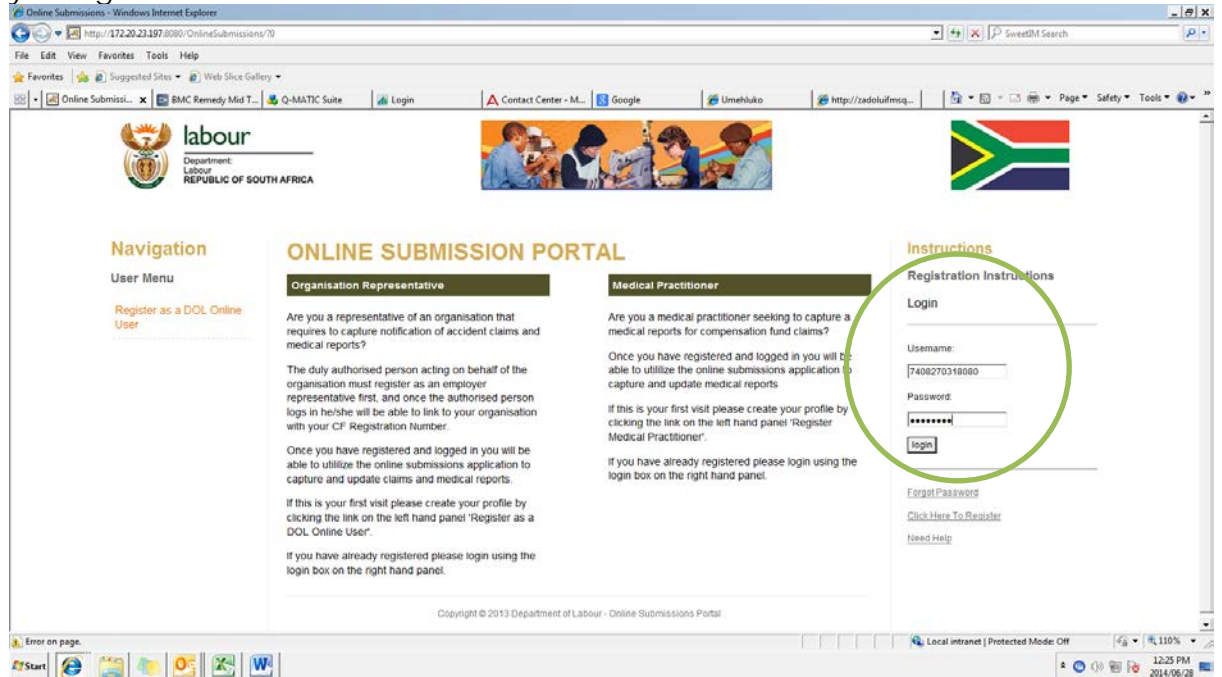 Online Submissions - Windows Internet Explorer
http://172.20.23.197:8080/OnlineSubmissions/?0
SweetIM Search
File Edit View Favorites Tools Help
Favorites Suggested Sites Web Slice Gallery
Online Submissi... x BMC Remedy Mid T... Q-MATIC Suite Login Contact Center - M... Google Umehluko http://zadoluifmsq... Page Safety Tools »
labour
Department:
Labour
REPUBLIC OF SOUTH AFRICA
Navigation
User Menu
Register as a DOL Online
User
ONLINE SUBMISSION PORTAL
Organisation Representative
Are you a representative of an organisation that
requires to capture notification of accident claims and
medical reports?
The duly authorised person acting on behalf of the
organisation must register as an employer
representative first, and once the authorised person
logs in he/she will be able to link to your organisation
with your CF Registration Number.
Once you have registered and logged in you will be
able to utililize the online submissions application to
capture and update claims and medical reports.
If this is your first visit please create your profile by
clicking the link on the left hand panel 'Register as a
DOL Online User'.
If you have already registered please login using the
login box on the right hand panel.
Medical Practitioner
Are you a medical practitioner seeking to capture a
medical reports for compensation fund
claims?
Once you have registered and logged in you will be
able to utililize the online submissions application to
capture and update medical reports
If this is your first visit please create your profile by
clicking the link on the left hand panel 'Register
Medical Practitioner'.
If you have already registered please login using the
login box on the right hand panel.
Instructions
Registration Instructions
Login
Username:
7408270318080
Password:
••••••••
login
Forgot Password
Click Here To Register
Need Help
Copyright © 2013 Department of Labour - Online Submissions Portal
Error on page.
Local intranet | Protected Mode: Off
110%
Start
12:25 PM
2014/06/28